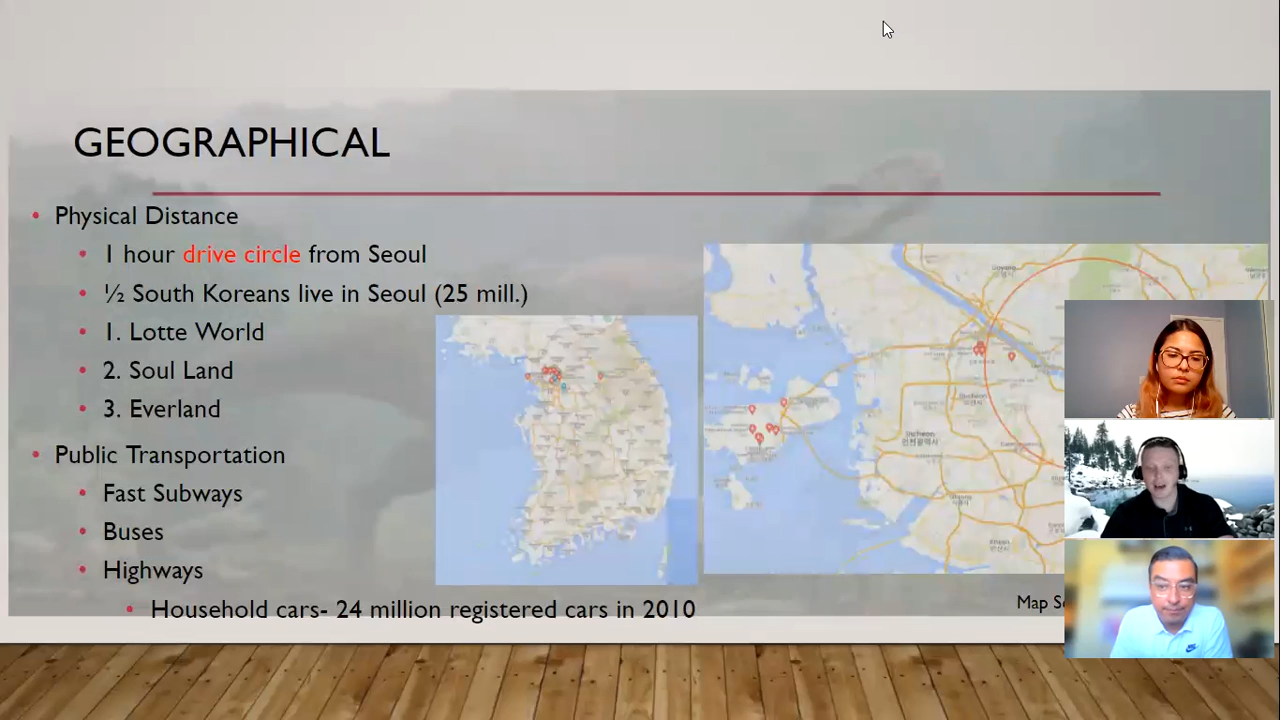 GEOGRAPHICAL
• Physical Distance
• 1 hour drive circle from Seoul
• ½ South Koreans live in Seoul (25 mill.)
• 1. Lotte World
• 2. Soul Land
• 3. Everland
• Public Transportation
• Fast Subways
• Buses
• Highways
• Household cars- 24 million registered cars in 2010
Map